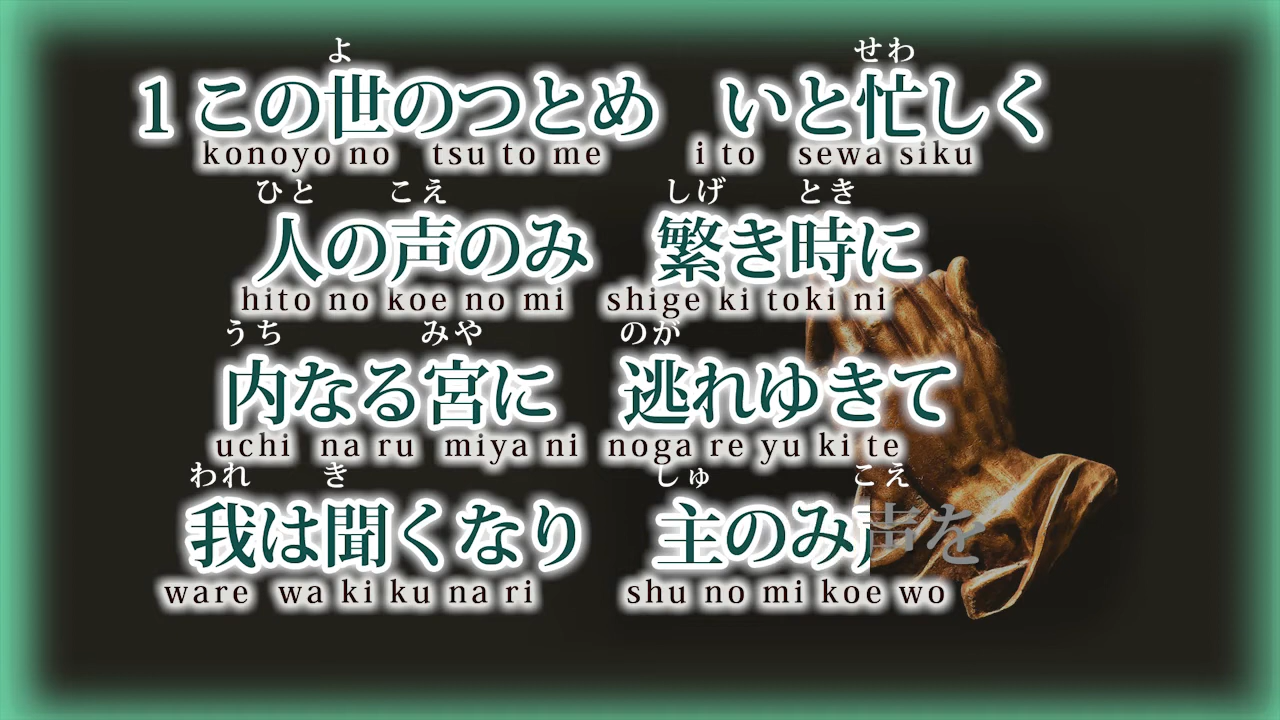 よ せわ
1この世のつとめ いと忙しく
konoyo no tsu to me i to sewa siku
ひと こえ しげ とき
人の声のみ 繁き時に
hito no koe no mi shige ki toki ni
うち みや のが
内なる宮に 逃れゆきて
uchi na ru miya ni noga re yu ki te
われ き しゅ こえ
我は聞くなり 主のみ声を
ware wa ki ku na ri shu no mi koe wo